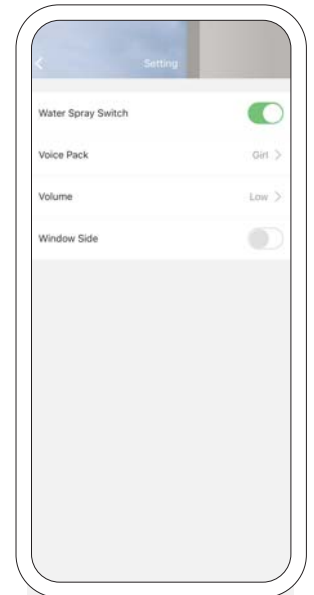 Setting
Water Spray Switch
Voice Pack
Girl
Volume
Low
Window Side